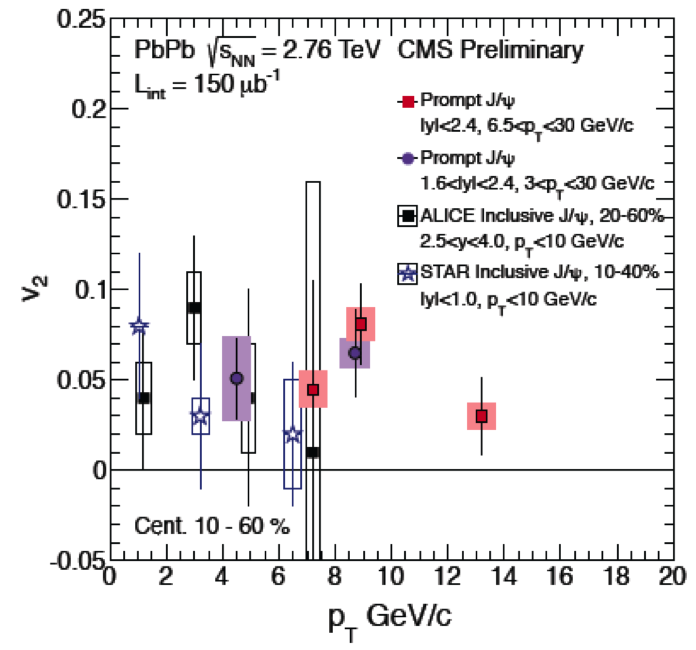 PbPb √s_NN = 2.76 TeV CMS Preliminary
L_int = 150 μb⁻¹
Prompt J/ψ
|y|<2.4, 6.5<p_T<30 GeV/c
Prompt J/ψ
1.6<|y|<2.4, 3<p_T<30 GeV/c
ALICE Inclusive J/ψ, 20-60%
2.5<y<4.0, p_T<10 GeV/c
STAR Inclusive J/ψ, 10-40%
|y|<1.0, p_T<10 GeV/c
Cent. 10 - 60 %
v₂
0.25
0.2
0.15
0.1
0.05
0
-0.05
0 2 4 6 8 10 12 14 16 18 20
p_T GeV/c